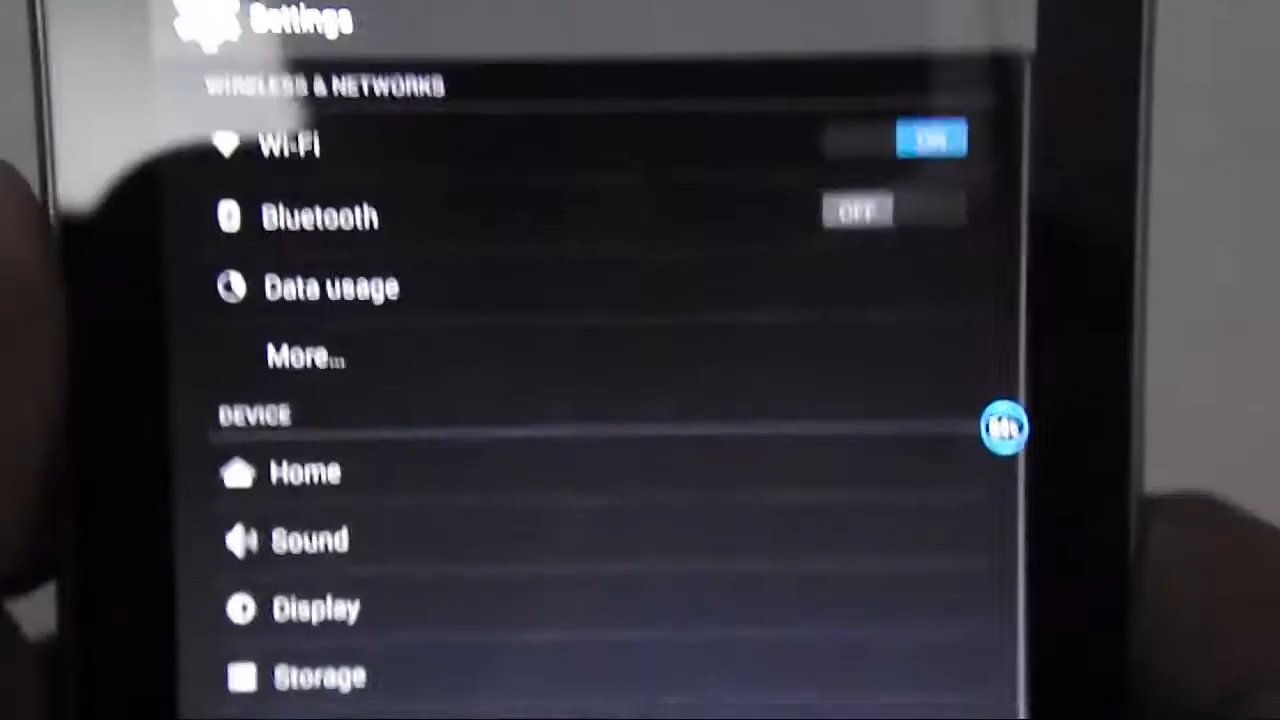 Settings
WIRELESS & NETWORKS
Wi-Fi
ON
Bluetooth
OFF
Data usage
More...
DEVICE
Home
Sound
Display
Storage